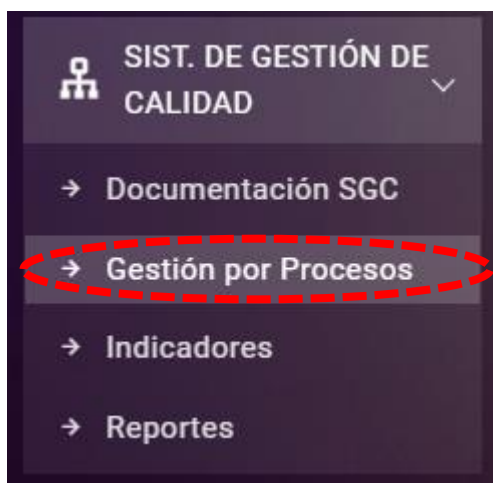 SIST. DE GESTIÓN DE
CALIDAD
Documentación SGC
Gestión por Procesos
Indicadores
Reportes